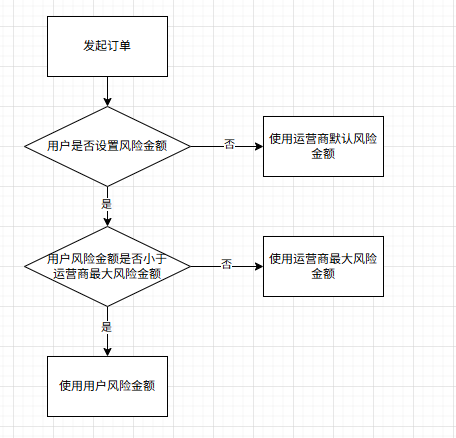 发起订单
用户是否设置风险金额
否
使用运营商默认风险
金额
是
用户风险金额是否小于
运营商最大风险金额
否
使用运营商最大风险
金额
是
使用用户风险金额